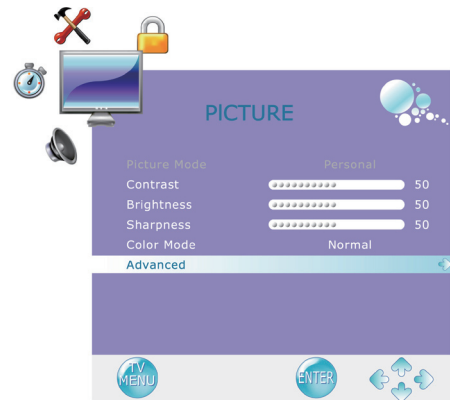 PICTURE
Picture Mode Personal
Contrast 50
Brightness 50
Sharpness 50
Color Mode Normal
Advanced
TV
MENU ENTER